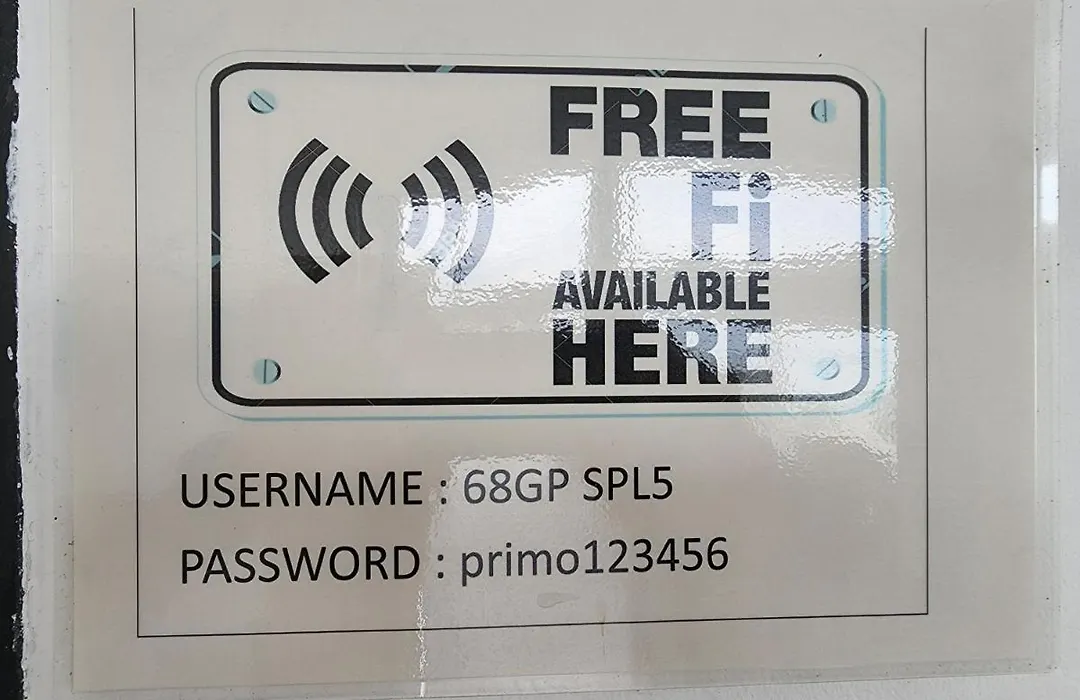 FREE
Fi
AVAILABLE
HERE
USERNAME : 68GP SPL5
PASSWORD : primo123456